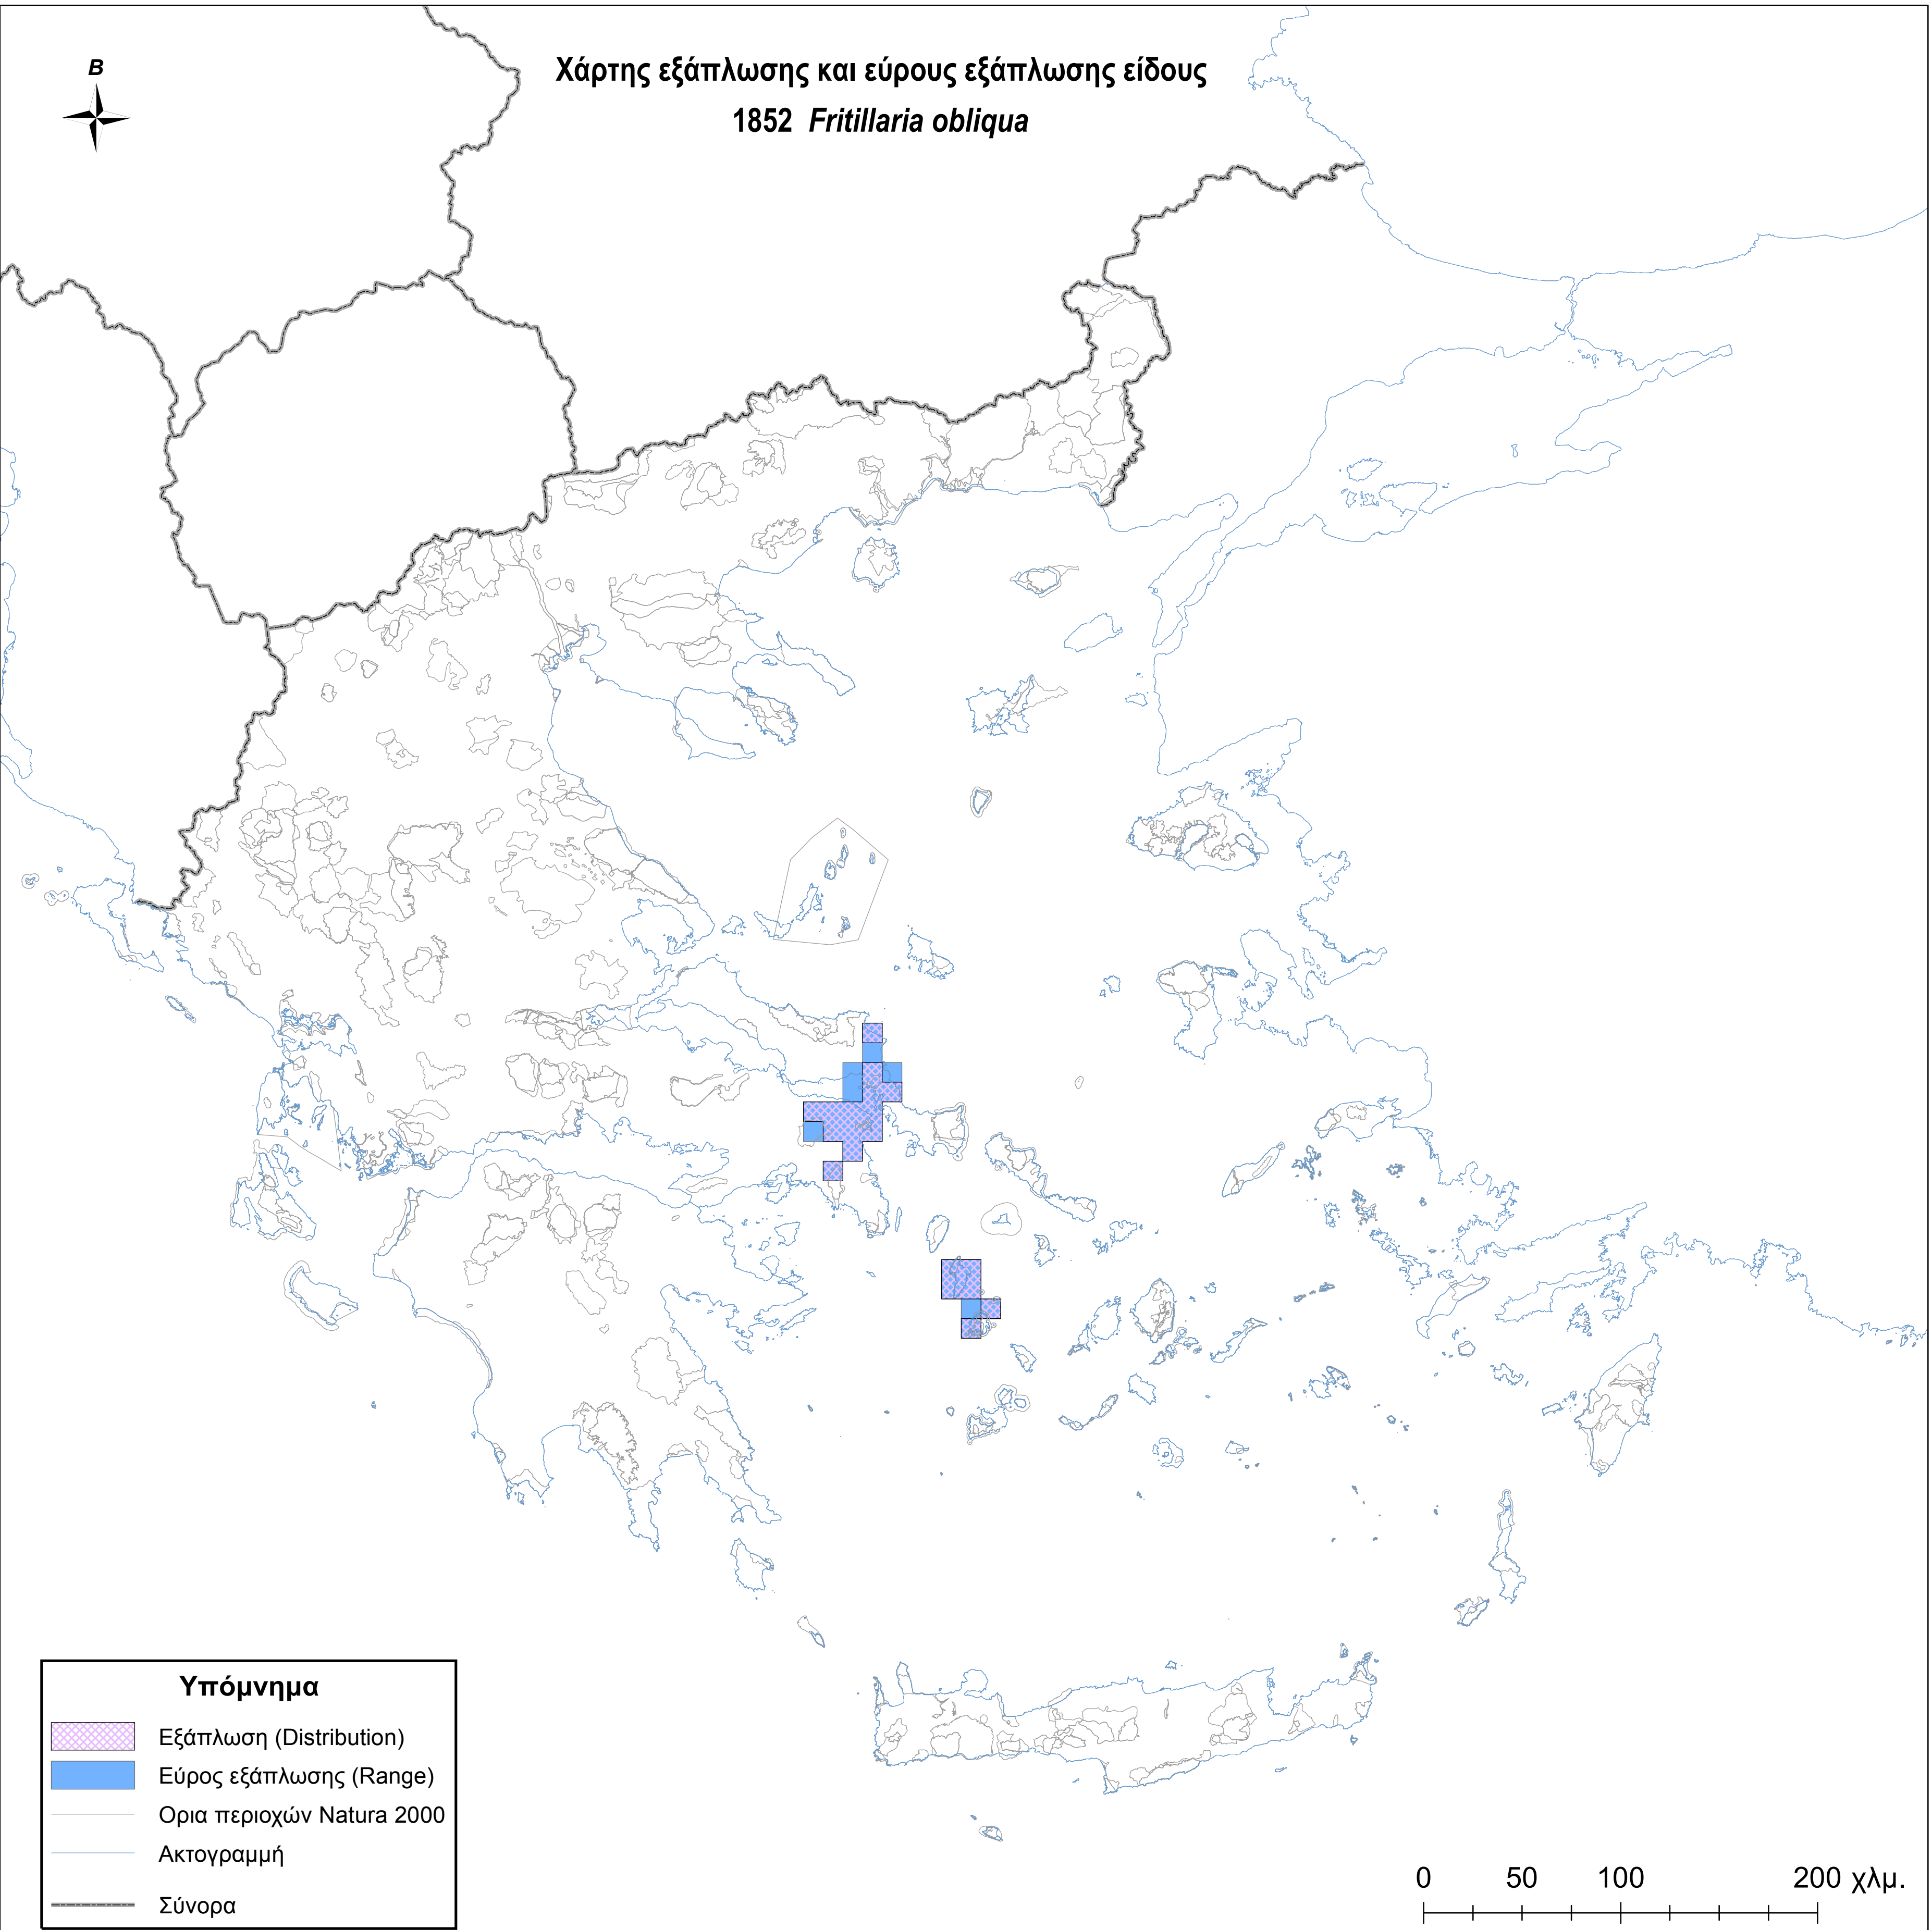 Β
Χάρτης εξάπλωσης και εύρους εξάπλωσης είδους
1852 Fritillaria obliqua
Υπόμνημα
Εξάπλωση (Distribution)
Εύρος εξάπλωσης (Range)
Ορια περιοχών Natura 2000
Ακτογραμμή
Σύνορα
0 50 100 200 χλμ.